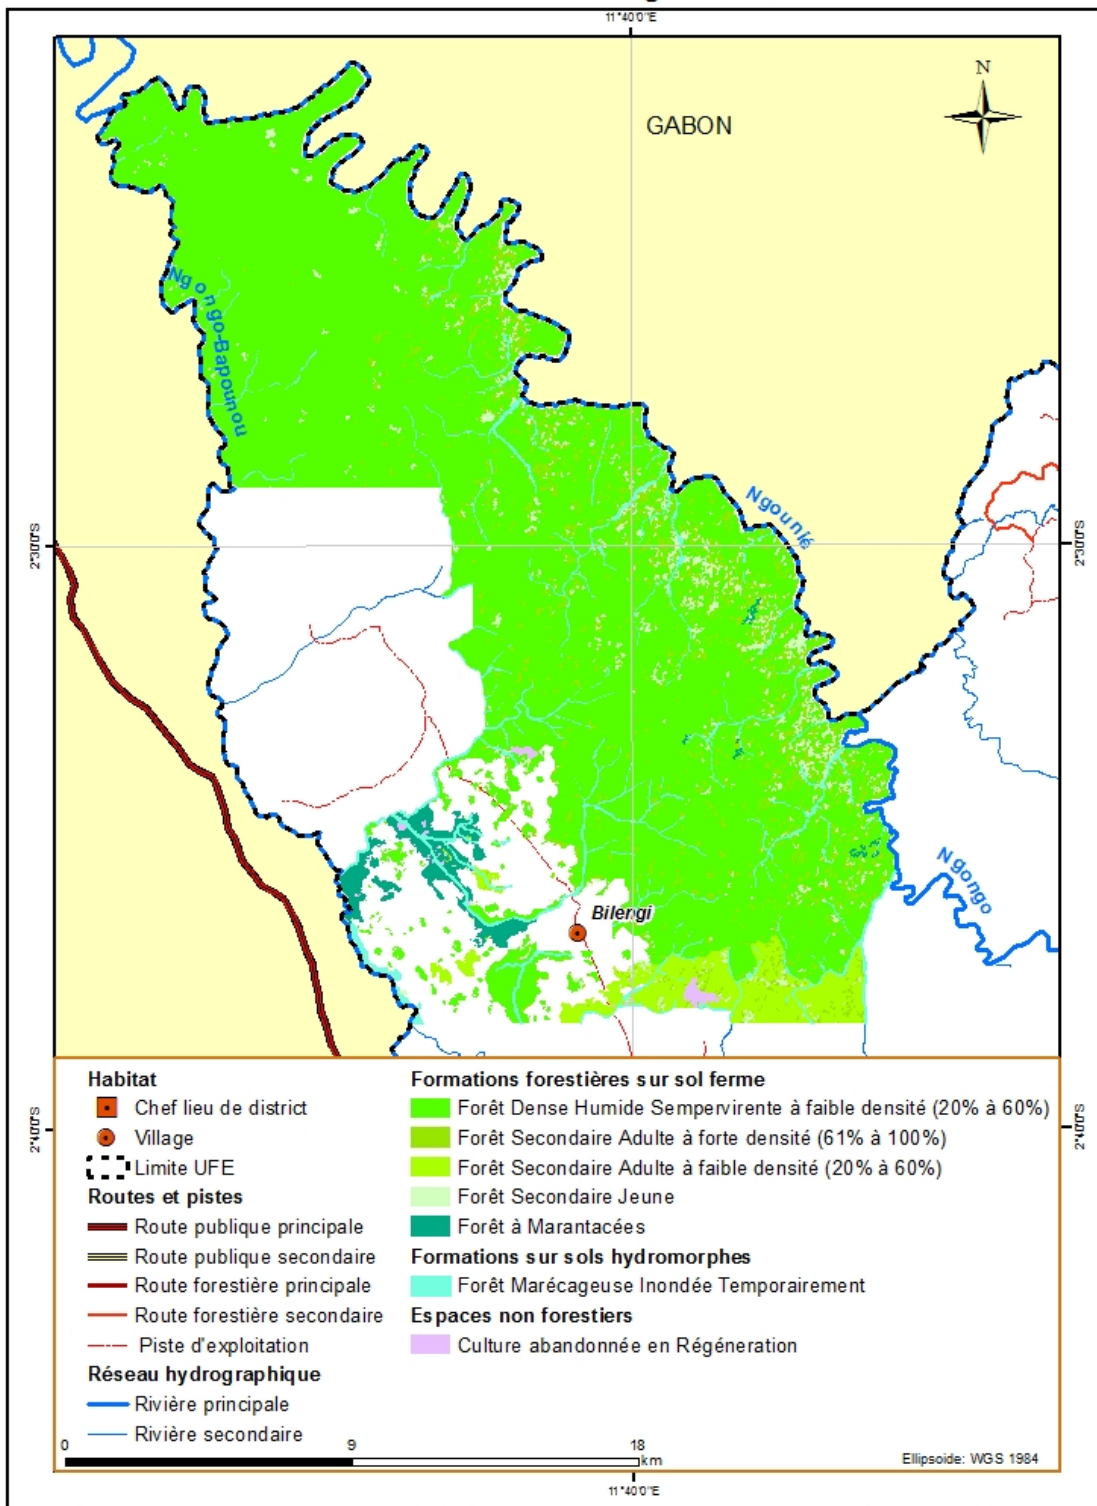 11°40'0"E
N
GABON
Ngongo-Bapounou
Ngounié
2°30'0"S
2°30'0"S
Ngongo
Bilengi
Habitat
Chef lieu de district
Village
Limite UFE
Routes et pistes
Route publique principale
Route publique secondaire
Route forestière principale
Route forestière secondaire
Piste d'exploitation
Réseau hydrographique
Rivière principale
Rivière secondaire
Formations forestières sur sol ferme
Forêt Dense Humide Sempervirente à faible densité (20% à 60%)
Forêt Secondaire Adulte à forte densité (61% à 100%)
Forêt Secondaire Adulte à faible densité (20% à 60%)
Forêt Secondaire Jeune
Forêt à Marantacées
Formations sur sols hydromorphes
Forêt Marécageuse Inondée Temporairement
Espaces non forestiers
Culture abandonnée en Régéneration
2°40'0"S
2°40'0"S
0 9 18 km
Ellipsoide: WGS 1984
11°40'0"E